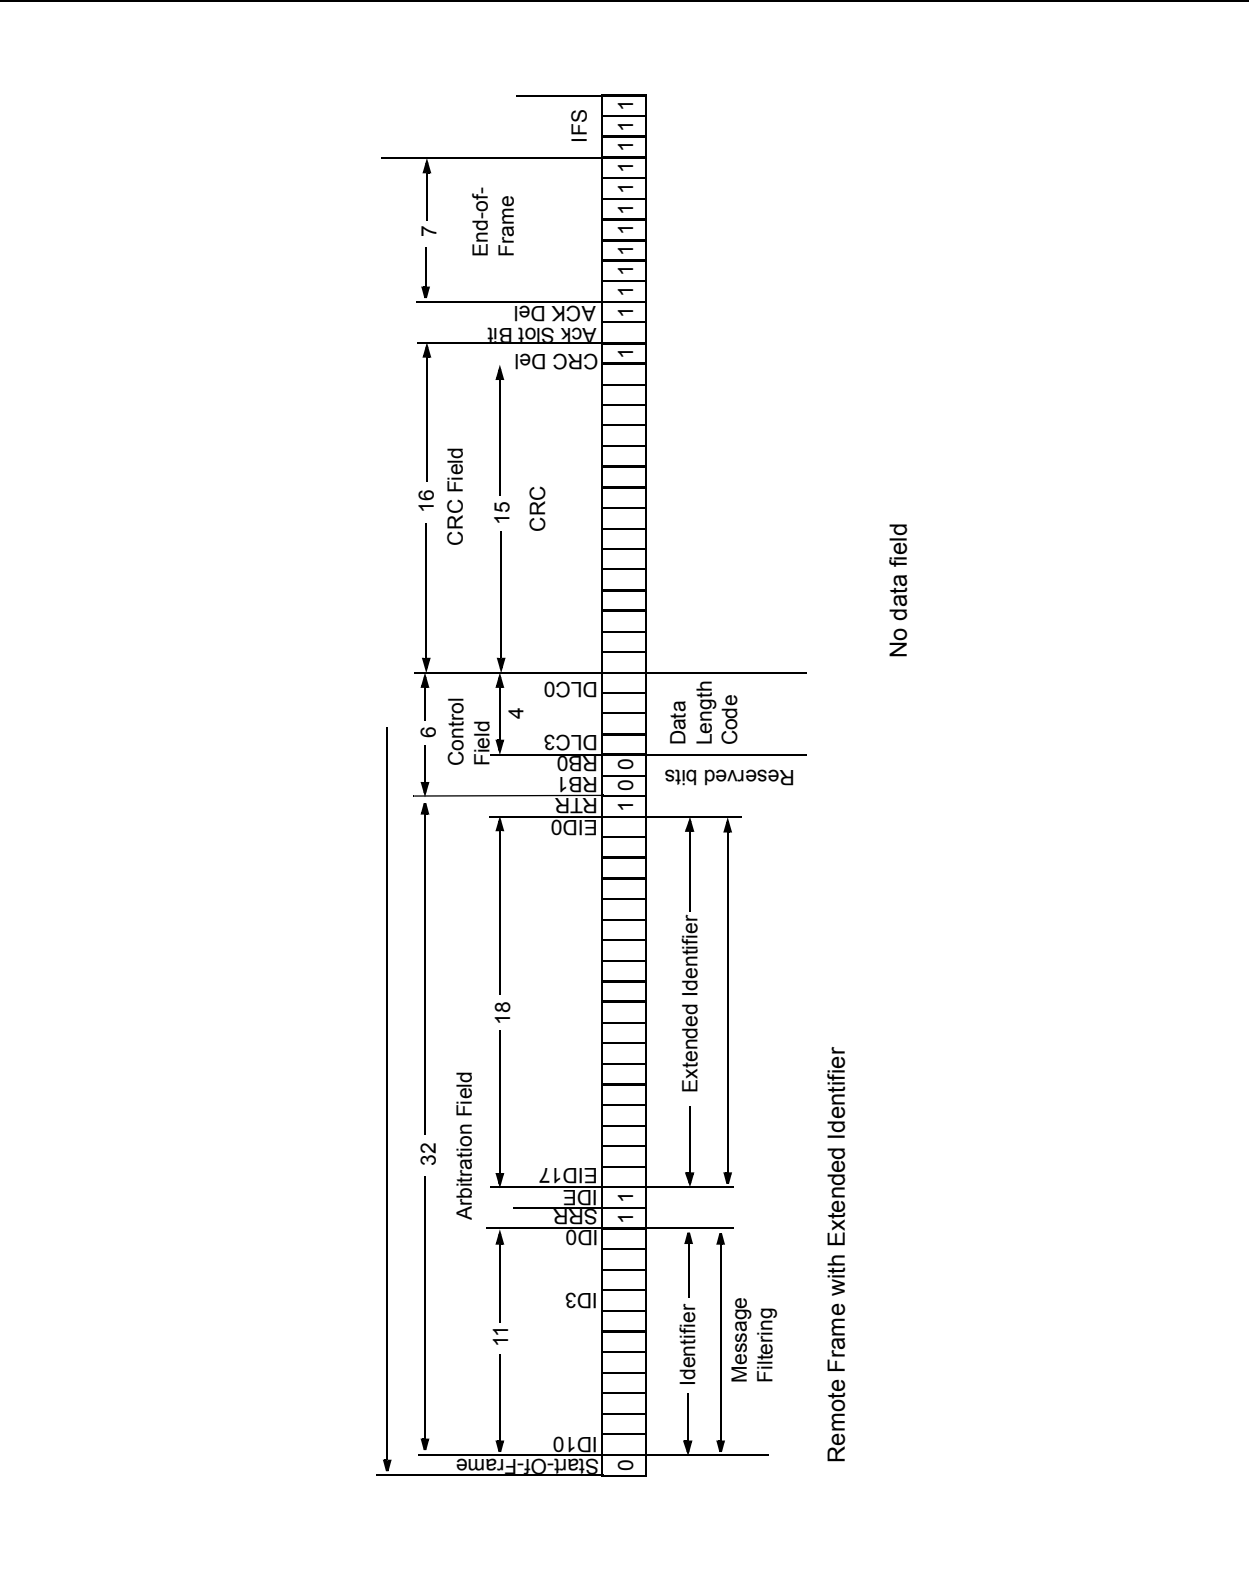 32
Arbitration Field
11
18
6
Control
Field
4
16
CRC Field
15
CRC
7
End-of-
Frame
IFS
Start-Of-Frame
ID10
ID3
ID0
SRR
IDE
EID17
EID0
RTR
RB1
RB0
DLC3
DLC0
CRC Del
Ack Slot Bit
ACK Del
0 1 1 1 0 0 1 1 1 1 1 1 1 1 1 1 1 1
Identifier
Message
Filtering
Extended Identifier
Reserved bits
Data
Length
Code
Remote Frame with Extended Identifier
No data field